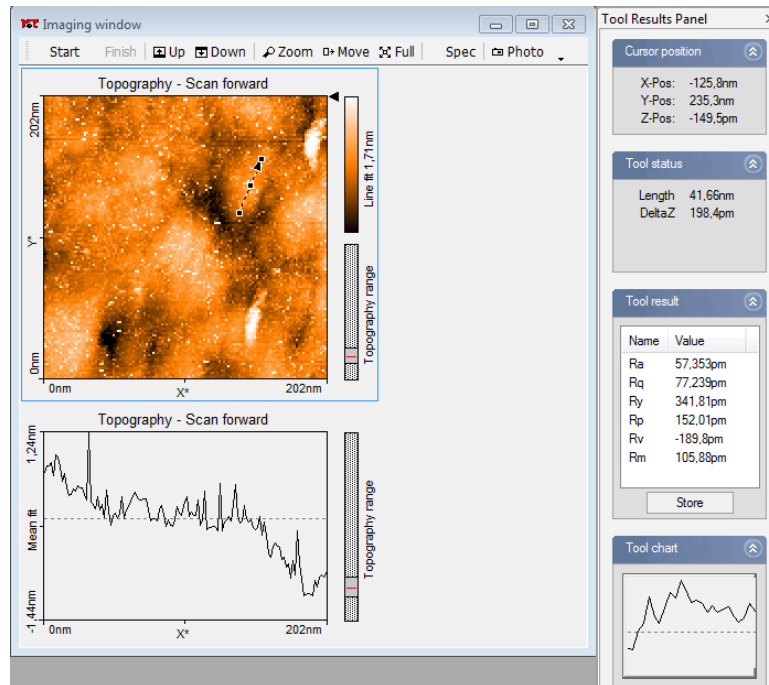 Imaging window
Start Finish Up Down Zoom Move Full Spec Photo
Topography - Scan forward
202nm
Y*
0nm
0nm X* 202nm
Line fit 1,71nm
Topography range
Topography - Scan forward
1,24nm
Mean fit
-1,44nm
0nm X* 202nm
Topography range
Tool Results Panel
Cursor position
X-Pos: -125,8nm
Y-Pos: 235,3nm
Z-Pos: -149,5pm
Tool status
Length 41,66nm
DeltaZ 198,4pm
Tool result
Name Value
Ra 57,353pm
Rq 77,239pm
Ry 341,81pm
Rp 152,01pm
Rv -189,8pm
Rm 105,88pm
Store
Tool chart